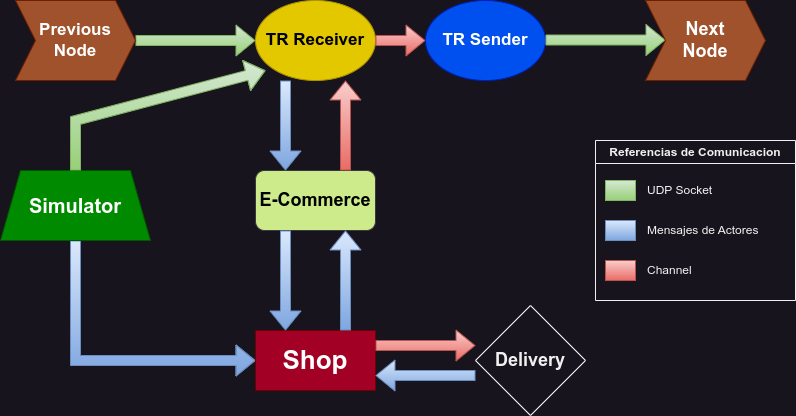 Previous
Node
TR Receiver
TR Sender
Next
Node
Simulator
E-Commerce
Shop
Delivery
Referencias de Comunicacion
UDP Socket
Mensajes de Actores
Channel